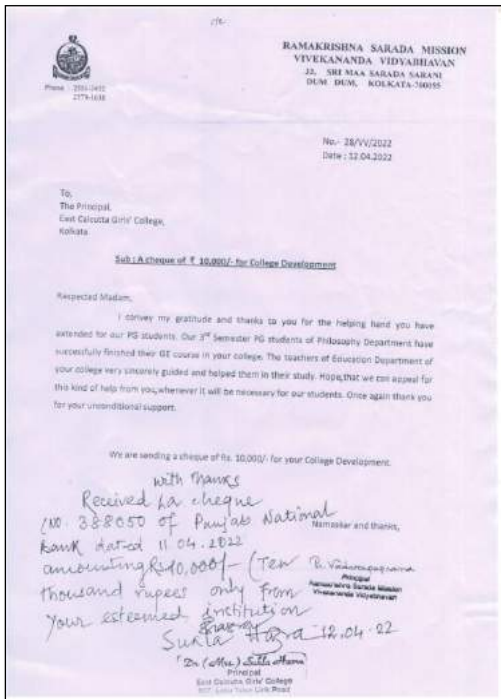 RAMAKRISHNA SARADA MISSION
VIVEKANANDA VIDYABHAVAN
33, SRI MAA SARADA SARANI
DUM DUM, KOLKATA-700055
Phone :
No.- 28/VV/2022
Date : 12.04.2022
To,
The Principal,
East Calcutta Girls' College,
Kolkata
Sub : A cheque of ₹ 10,000/- for College Development
Respected Madam,
I convey my gratitude and thanks to you for the helping hand you have
extended for our PG students. Our 3rd Semester PG students of Philosophy Department have
successfully finished their GE course in your college. The teachers of Education Department of
your college very sincerely guided and helped them in their study. Hope,that we can appeal for
this kind of help from you,wherever it will be necessary for our students. Once again thank you
for your unconditional support.
We are sending a cheque of Rs. 10,000/- for your College Development.
with thanks
Received a cheque
(NO. 388050 of Punjab National
Namaskar and thanks,
Bank dated 11.04.2022
amounting Rs 10,000/- (Ten
Principal
Ramakrishna Sarada Mission
Vivekananda Vidyabhavan
thousand rupees only from
your esteemed institution
Sukla Hazra 12.04.22
Dr (Mrs) Sukla Hazra
Principal
East Calcutta Girls' College
Lake Town Link Road